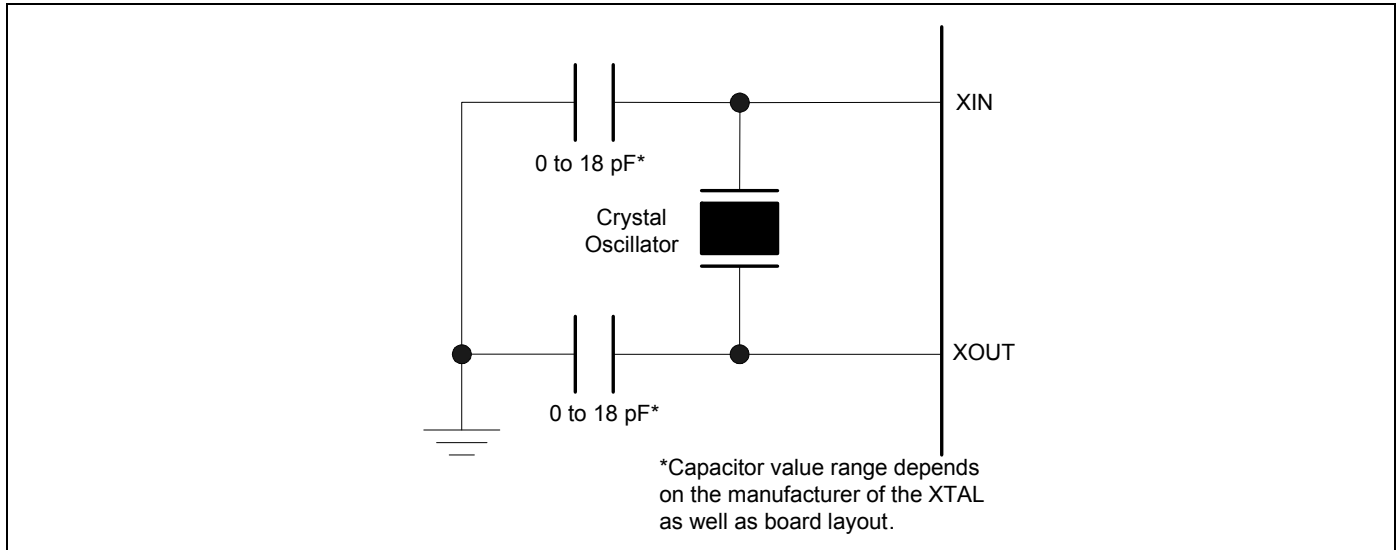 XIN
0 to 18 pF*
Crystal
Oscillator
XOUT
0 to 18 pF*
*Capacitor value range depends
on the manufacturer of the XTAL
as well as board layout.